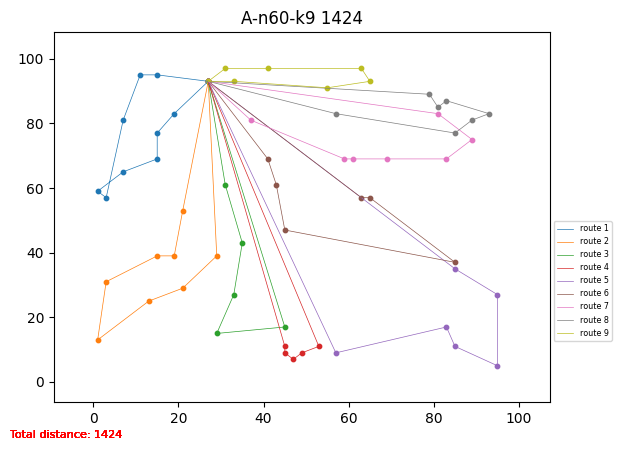 A-n60-k9 1424
100
80
60
40
20
0
0 20 40 60 80 100
route 1
route 2
route 3
route 4
route 5
route 6
route 7
route 8
route 9
Total distance: 1424